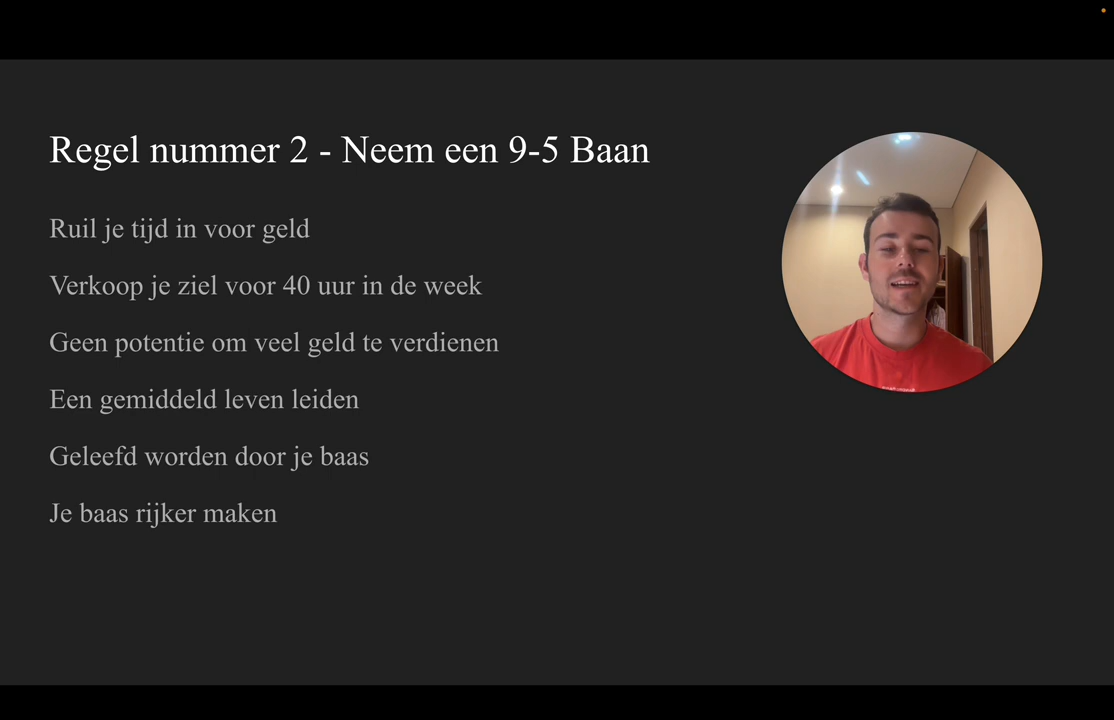 Regel nummer 2 - Neem een 9-5 Baan
Ruil je tijd in voor geld
Verkoop je ziel voor 40 uur in de week
Geen potentie om veel geld te verdienen
Een gemiddeld leven leiden
Geleefd worden door je baas
Je baas rijker maken